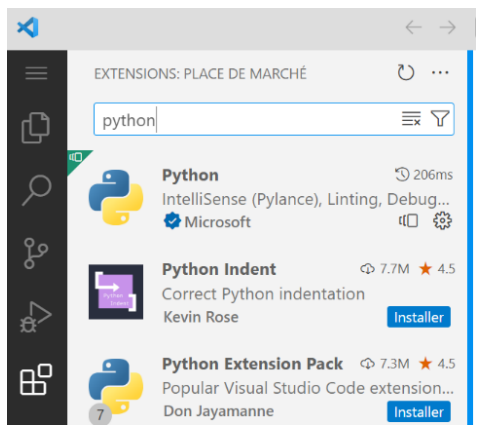 EXTENSIONS: PLACE DE MARCHÉ
python
Python 206ms
IntelliSense (Pylance), Linting, Debug...
Microsoft
Python Indent 7.7M ★ 4.5
Correct Python indentation
Kevin Rose Installer
Python Extension Pack 7.3M ★ 4.5
Popular Visual Studio Code extension...
7 Don Jayamanne Installer